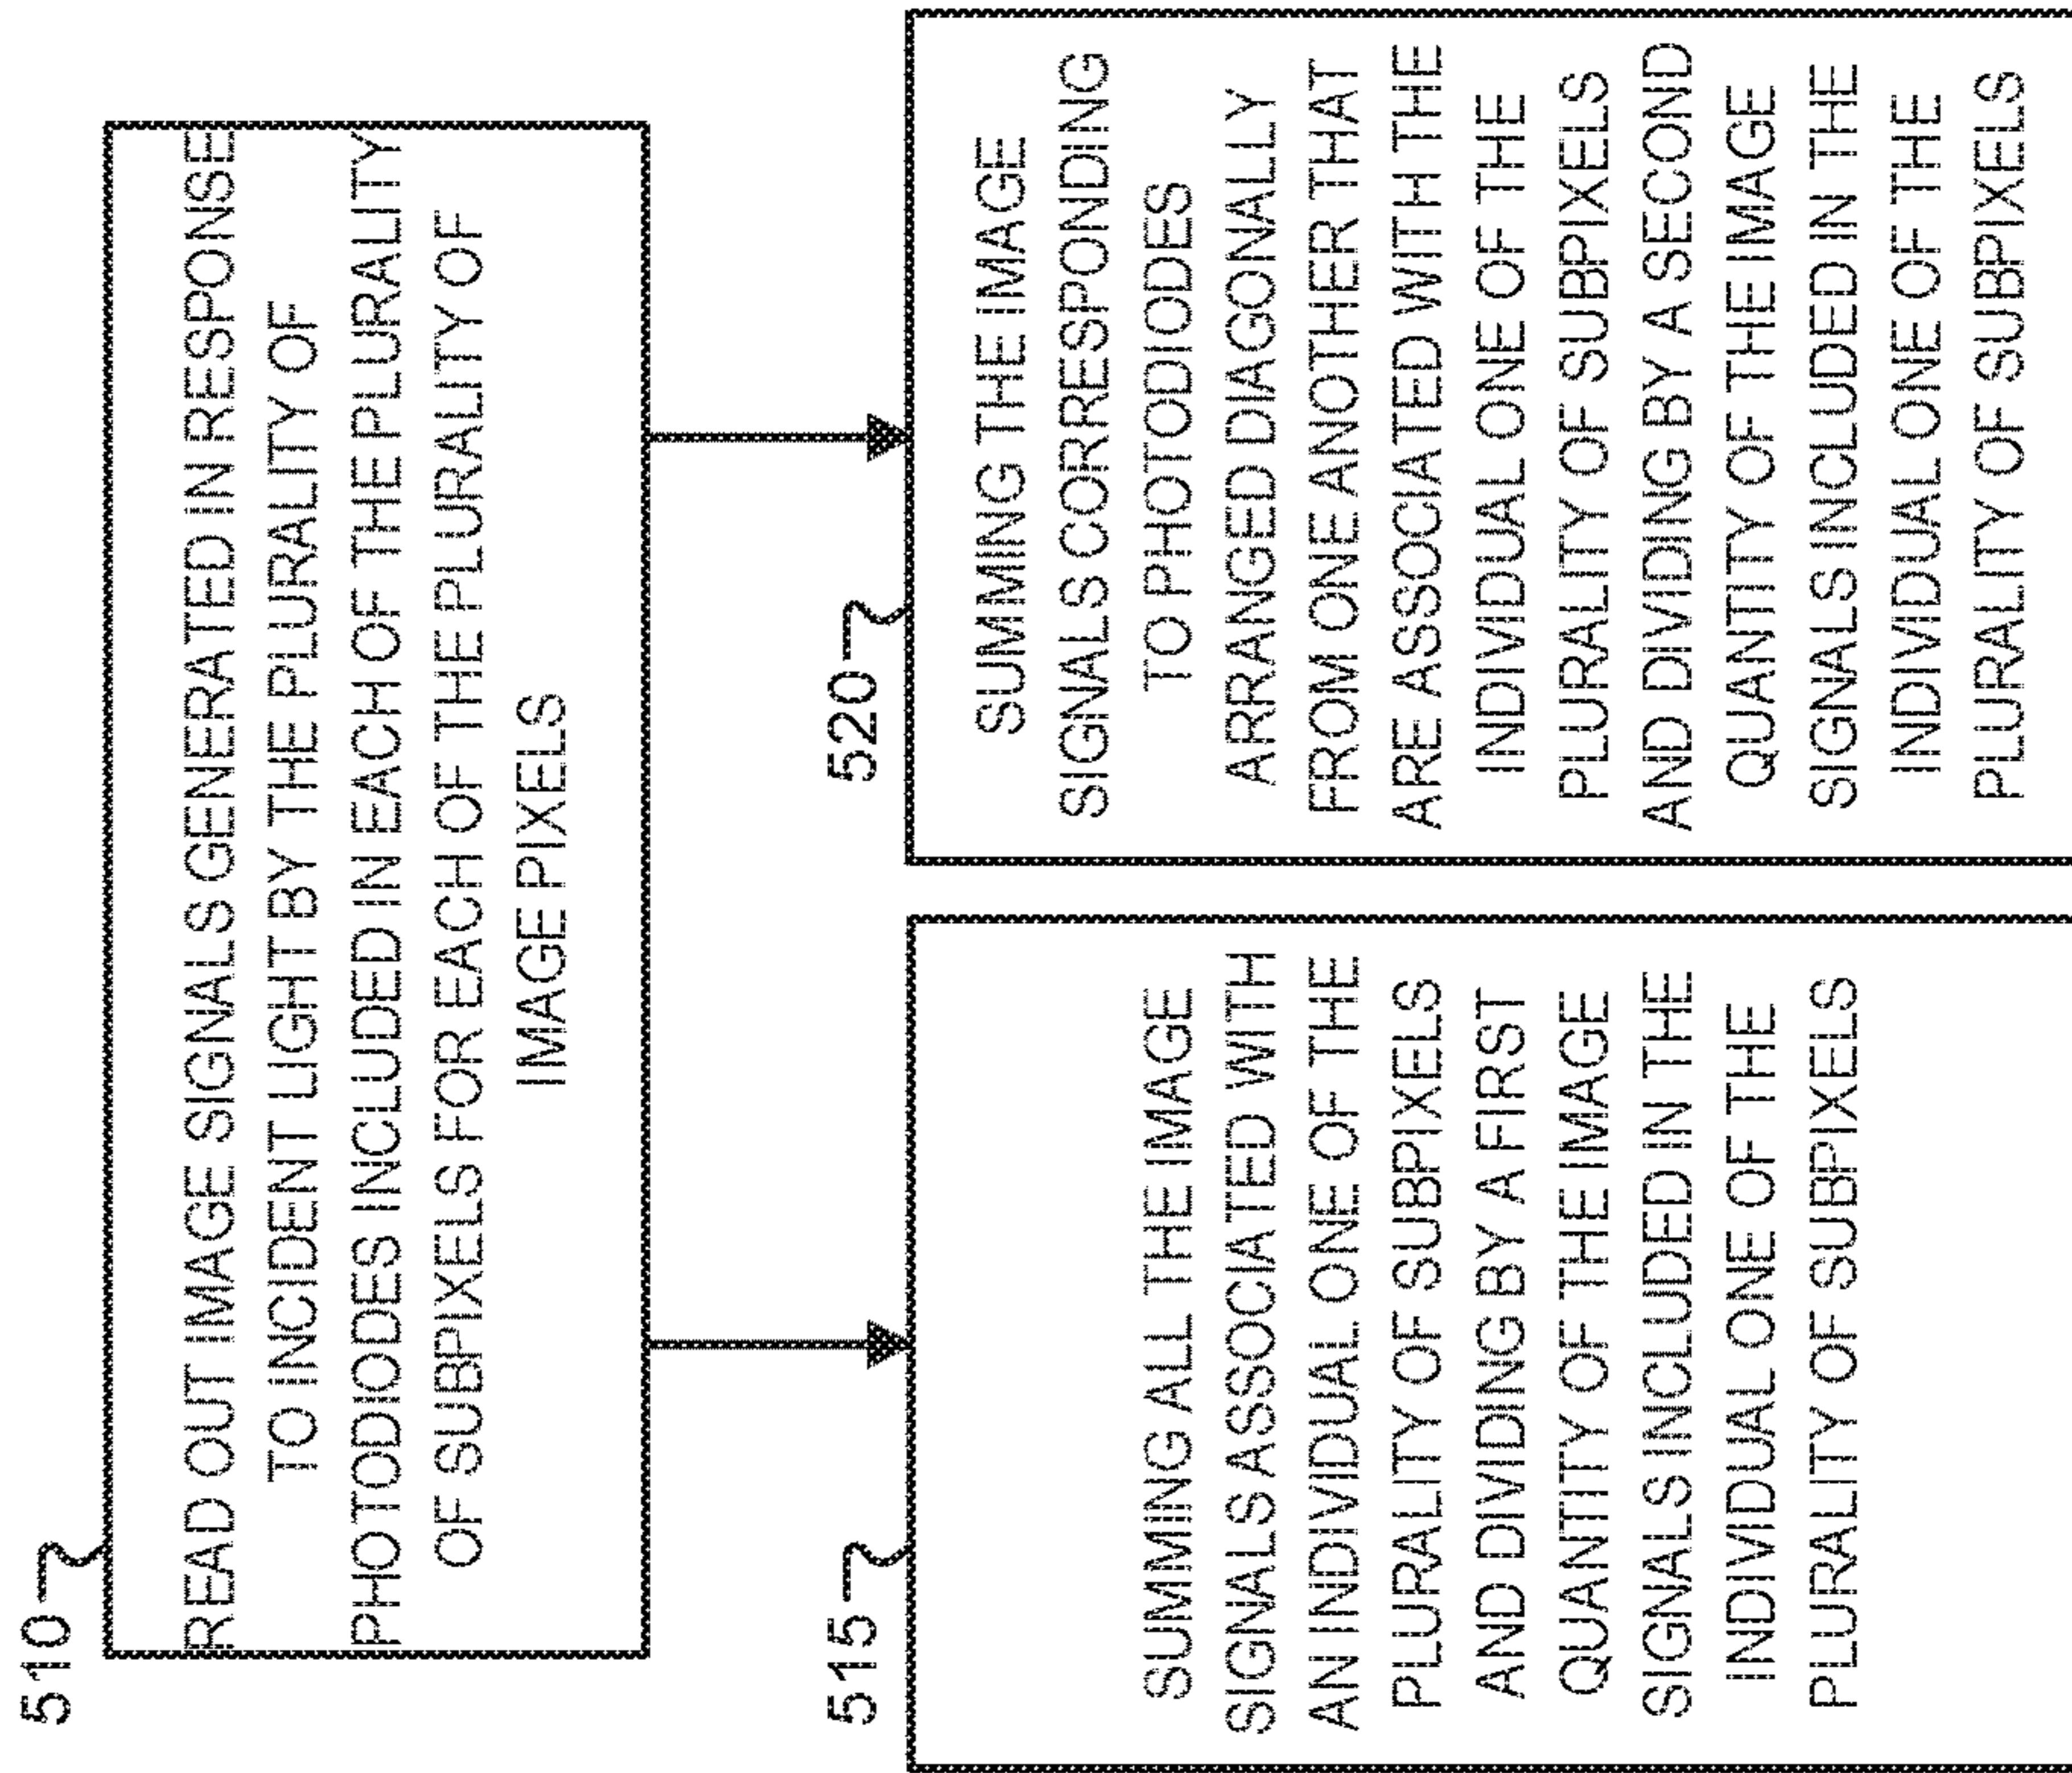 510
READ OUT IMAGE SIGNALS GENERATED IN RESPONSE
TO INCIDENT LIGHT BY THE PLURALITY OF
PHOTODIODES INCLUDED IN EACH OF THE PLURALITY
OF SUBPIXELS FOR EACH OF THE PLURALITY OF
IMAGE PIXELS
515
SUMMING ALL THE IMAGE
SIGNALS ASSOCIATED WITH
AN INDIVIDUAL ONE OF THE
PLURALITY OF SUBPIXELS
AND DIVIDING BY A FIRST
QUANTITY OF THE IMAGE
SIGNALS INCLUDED IN THE
INDIVIDUAL ONE OF THE
PLURALITY OF SUBPIXELS
520
SUMMING THE IMAGE
SIGNALS CORRESPONDING
TO PHOTODIODES
ARRANGED DIAGONALLY
FROM ONE ANOTHER THAT
ARE ASSOCIATED WITH THE
INDIVIDUAL ONE OF THE
PLURALITY OF SUBPIXELS
AND DIVIDING BY A SECOND
QUANTITY OF THE IMAGE
SIGNALS INCLUDED IN THE
INDIVIDUAL ONE OF THE
PLURALITY OF SUBPIXELS